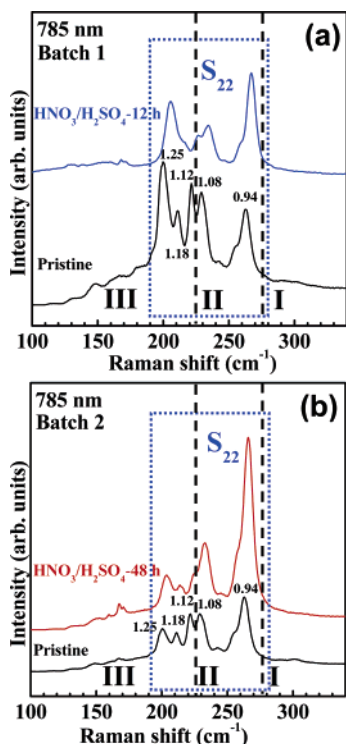 785 nm
Batch 1
(a)
S22
HNO3/H2SO4-12 h
1.25
1.12
1.08
0.94
1.18
Pristine
III
II
I
Intensity (arb. units)
100 150 200 250 300
Raman shift (cm-1)
785 nm
Batch 2
(b)
S22
HNO3/H2SO4-48 h
1.12
1.08
0.94
1.25
1.18
Pristine
III
II
I
Intensity (arb. units)
100 150 200 250 300
Raman shift (cm-1)